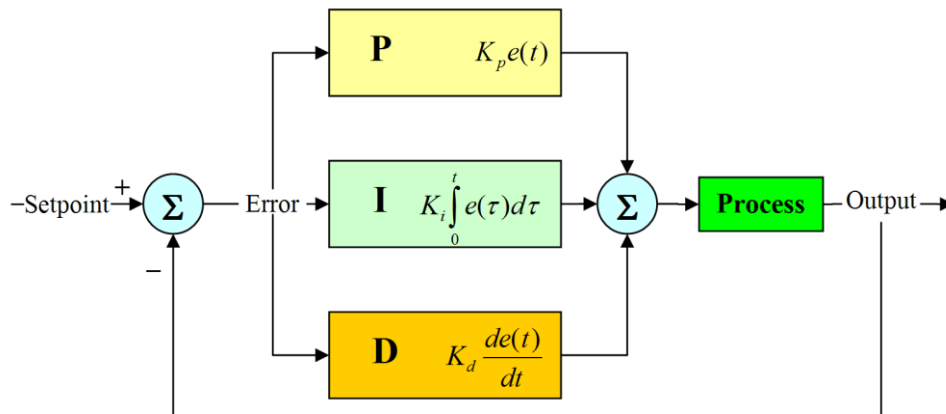 P K_p e(t)
–Setpoint + Σ Error I K_i ∫_0^t e(τ)dτ Σ Process Output
–
D K_d de(t)/dt